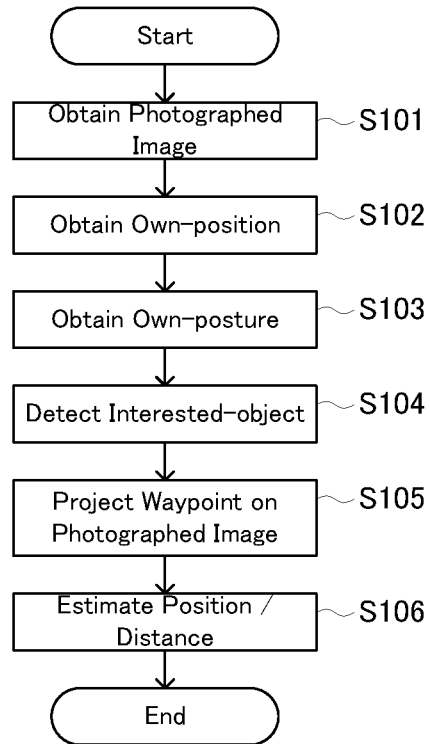 Start
Obtain Photographed
Image
S101
Obtain Own-position
S102
Obtain Own-posture
S103
Detect Interested-object
S104
Project Waypoint on
Photographed Image
S105
Estimate Position /
Distance
S106
End